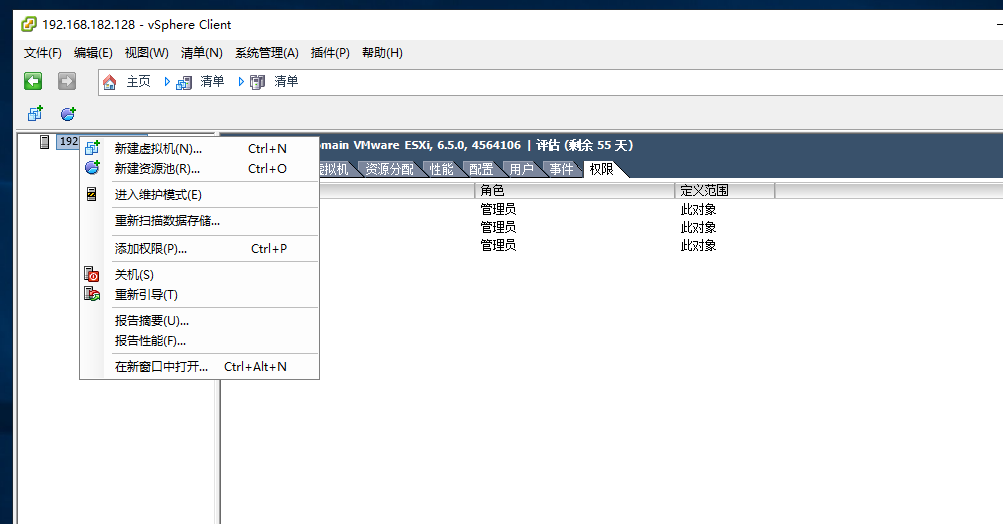 192.168.182.128 - vSphere Client
文件(F) 编辑(E) 视图(W) 清单(N) 系统管理(A) 插件(P) 帮助(H)
主页 清单 清单
192
omain VMware ESXi, 6.5.0, 4564106 | 评估 (剩余 55 天)
虚拟机 资源分配 性能 配置 用户 事件 权限
角色 定义范围
管理员 此对象
管理员 此对象
管理员 此对象
新建虚拟机(N)... Ctrl+N
新建资源池(R)... Ctrl+O
进入维护模式(E)
重新扫描数据存储...
添加权限(P)... Ctrl+P
关机(S)
重新引导(T)
报告摘要(U)...
报告性能(F)...
在新窗口中打开... Ctrl+Alt+N